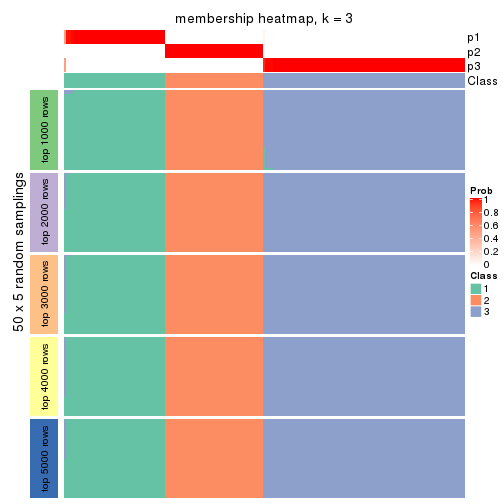 membership heatmap, k = 3
p1
p2
p3
Class
50 x 5 random samplings
top 1000 rows
top 2000 rows
top 3000 rows
top 4000 rows
top 5000 rows
Prob
1
0.8
0.6
0.4
0.2
0
Class
1
2
3